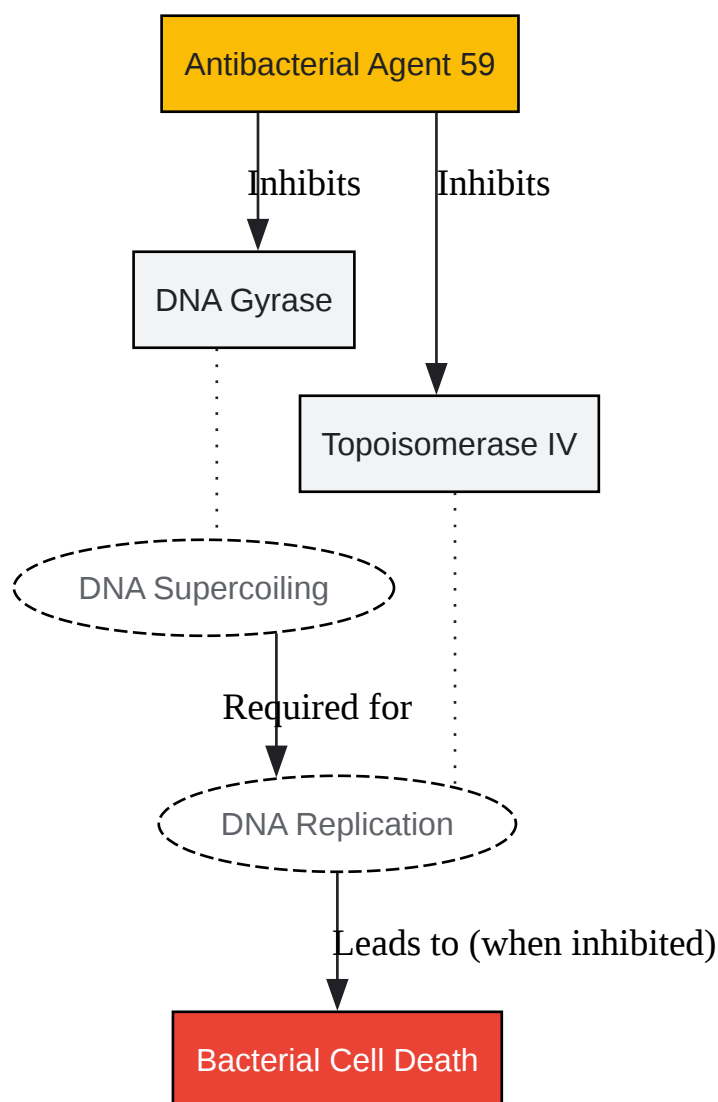 Antibacterial Agent 59
Inhibits
Inhibits
DNA Gyrase
Topoisomerase IV
DNA Supercoiling
Required for
DNA Replication
Leads to (when inhibited)
Bacterial Cell Death